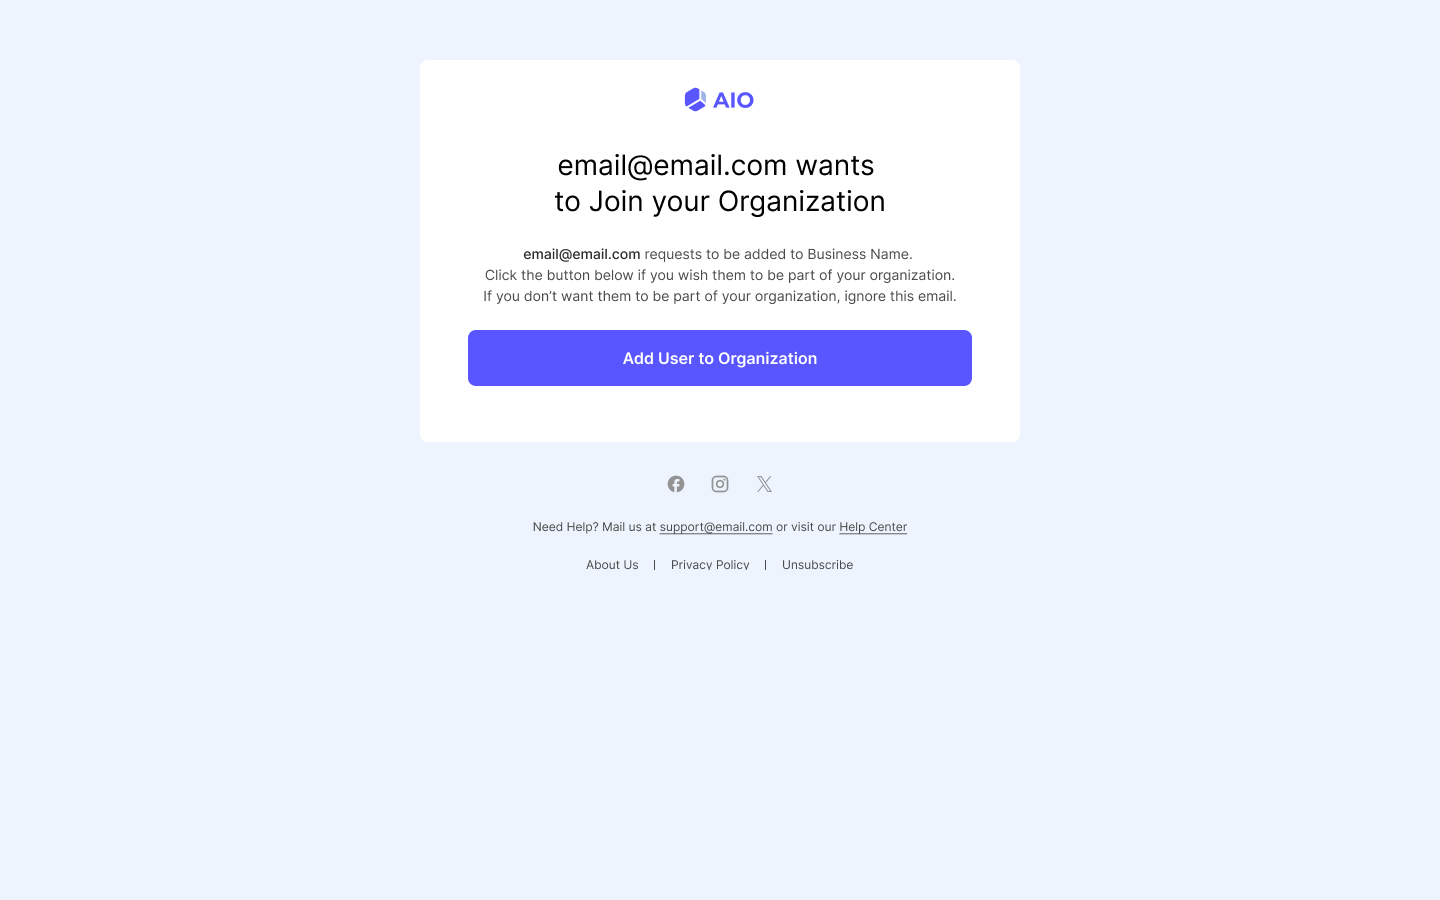 AIO
email@email.com wants
to Join your Organization
email@email.com requests to be added to Business Name.
Click the button below if you wish them to be part of your organization.
If you don’t want them to be part of your organization, ignore this email.
Add User to Organization
Need Help? Mail us at support@email.com or visit our Help Center
About Us | Privacy Policy | Unsubscribe